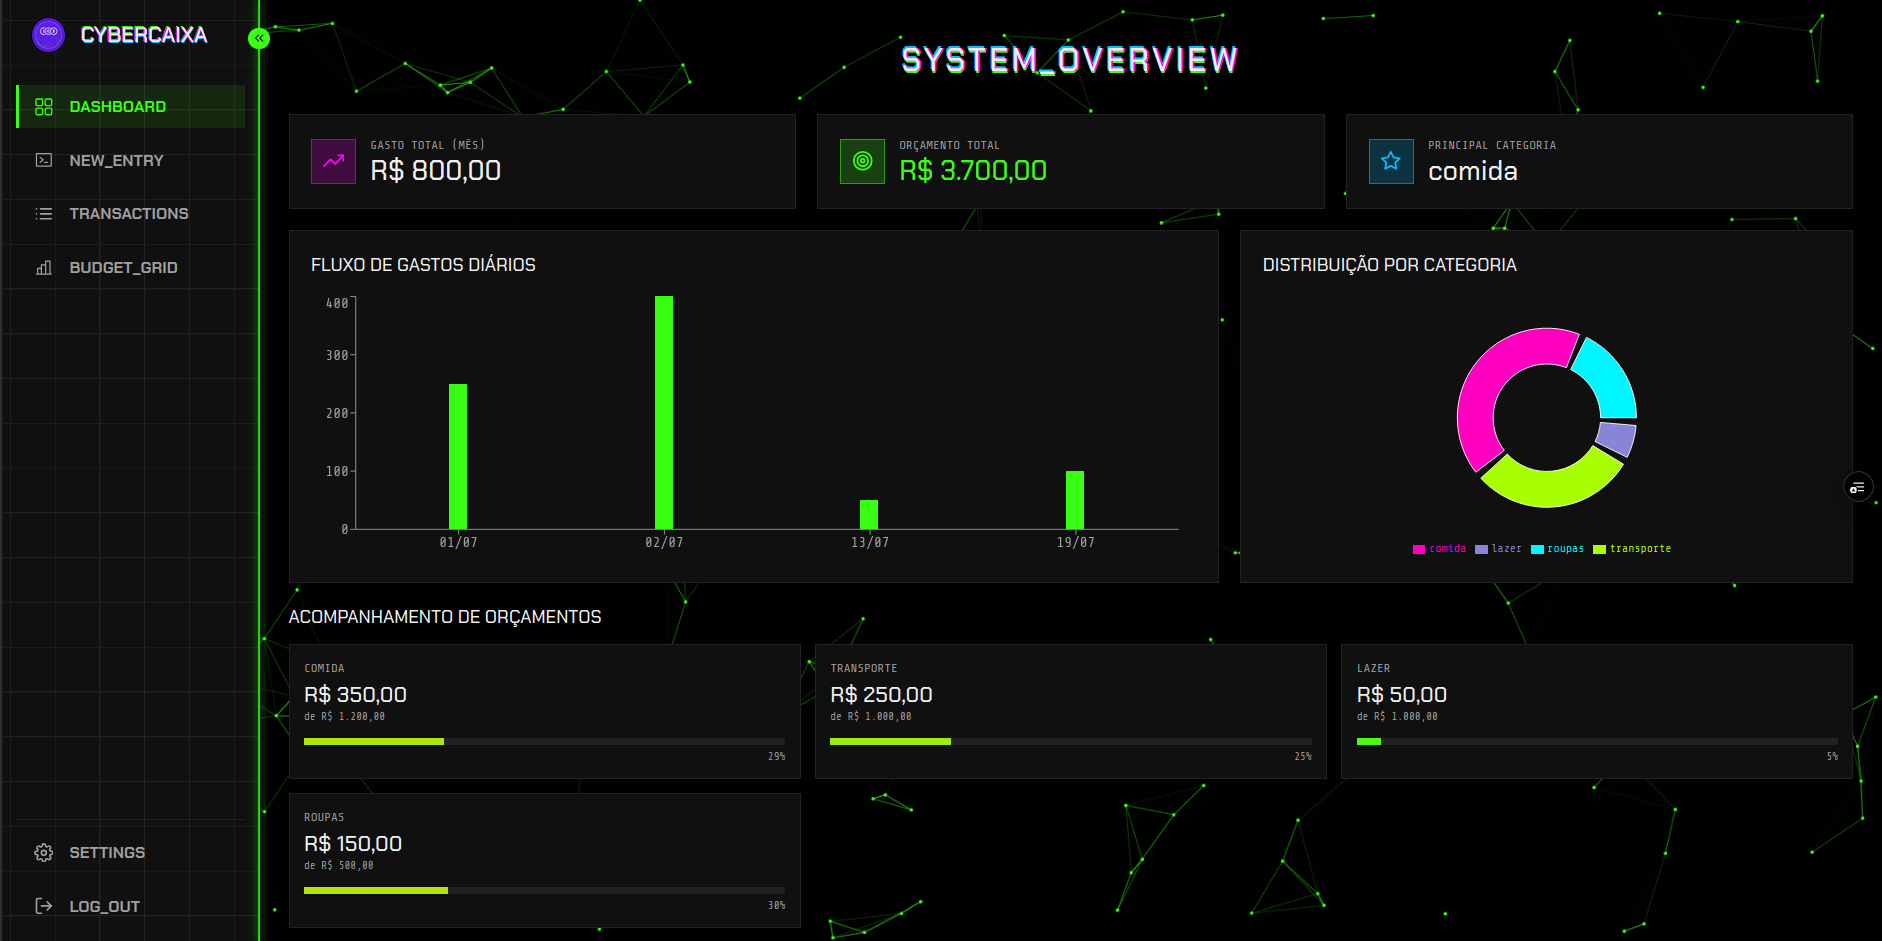 CYBERCAIXA
DASHBOARD
NEW_ENTRY
TRANSACTIONS
BUDGET_GRID
SETTINGS
LOG_OUT
SYSTEM_OVERVIEW
GASTO TOTAL (MÊS)
R$ 800,00
ORÇAMENTO TOTAL
R$ 3.700,00
PRINCIPAL CATEGORIA
comida
FLUXO DE GASTOS DIÁRIOS
400
300
200
100
0
01/07 02/07 13/07 19/07
DISTRIBUIÇÃO POR CATEGORIA
comida lazer roupas transporte
ACOMPANHAMENTO DE ORÇAMENTOS
COMIDA
R$ 350,00
de R$ 1.200,00
29%
TRANSPORTE
R$ 250,00
de R$ 1.000,00
25%
LAZER
R$ 50,00
de R$ 1.000,00
5%
ROUPAS
R$ 150,00
de R$ 500,00
30%